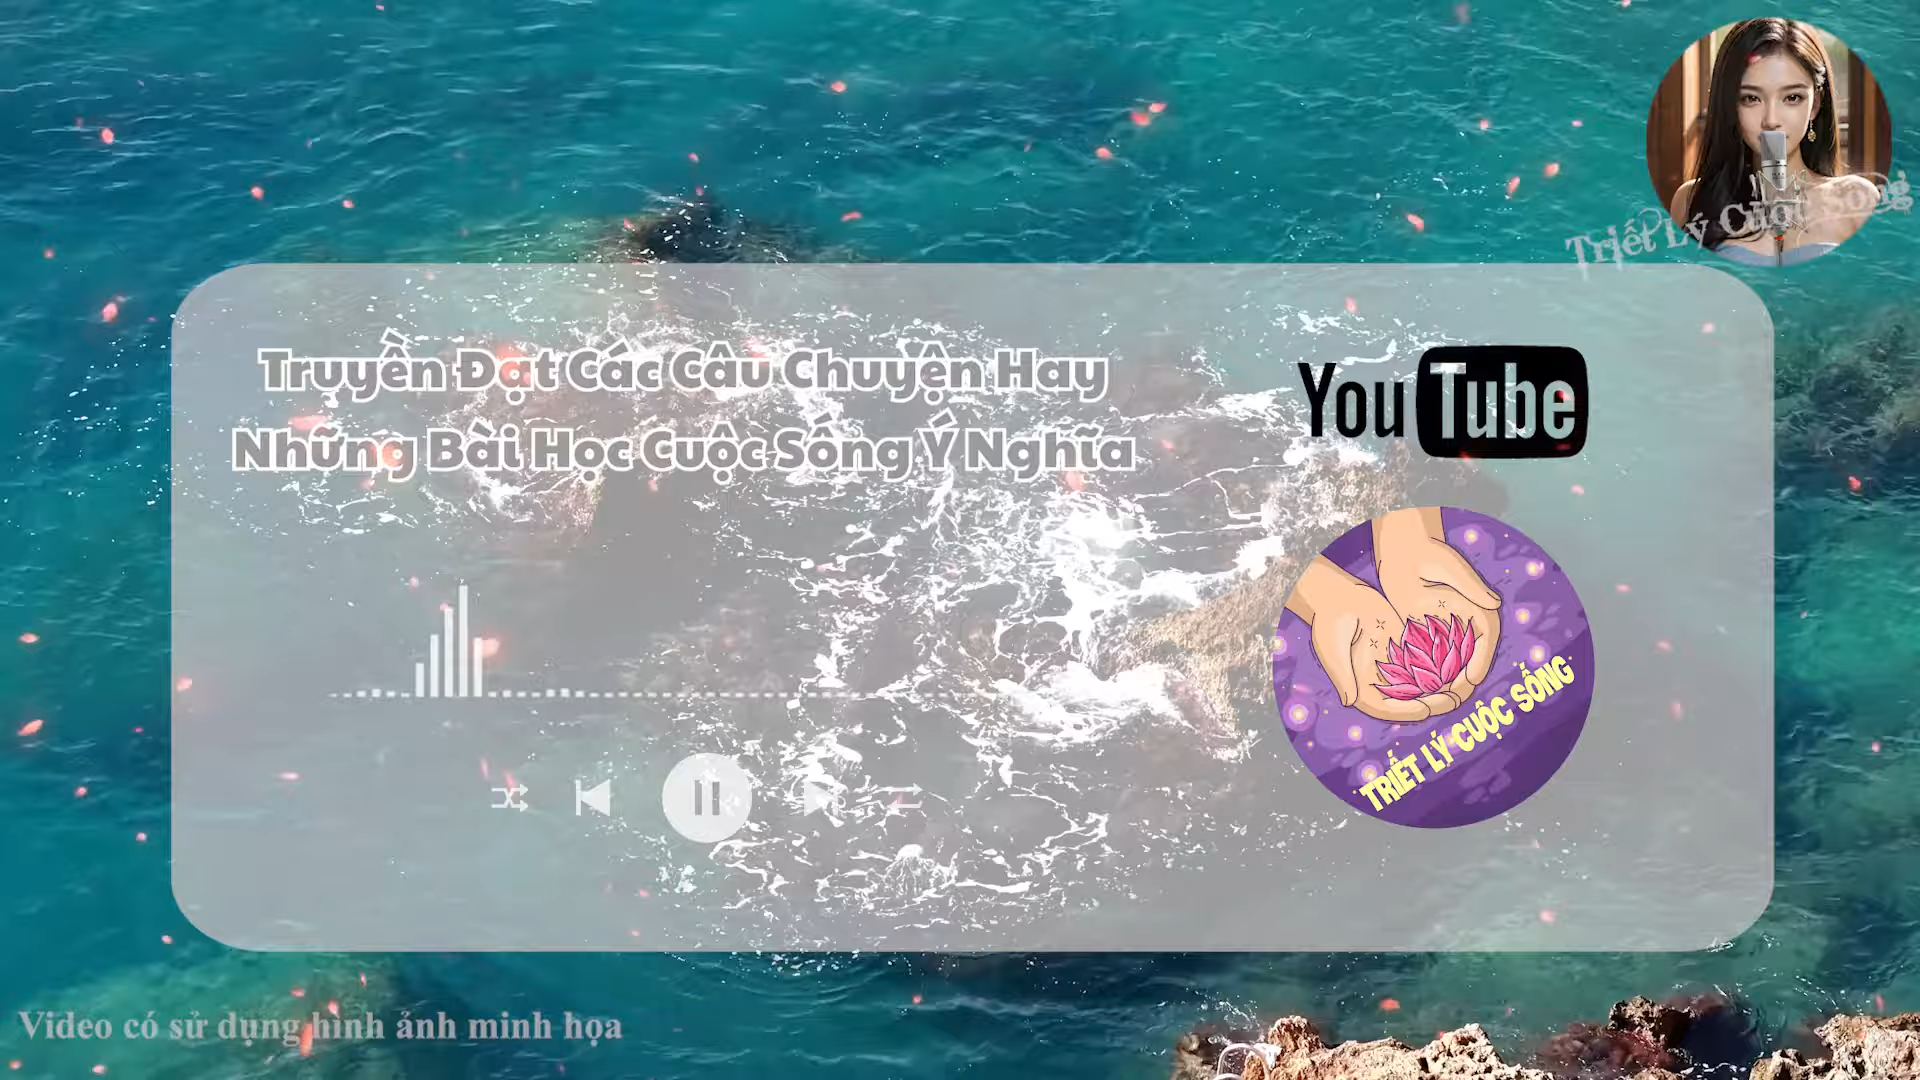 Triết Lý Cuộc Sống
Truyền Đạt Các Câu Chuyện Hay
Những Bài Học Cuộc Sống Ý Nghĩa
YouTube
TRIẾT LÝ CUỘC SỐNG
Video có sử dụng hình ảnh minh họa